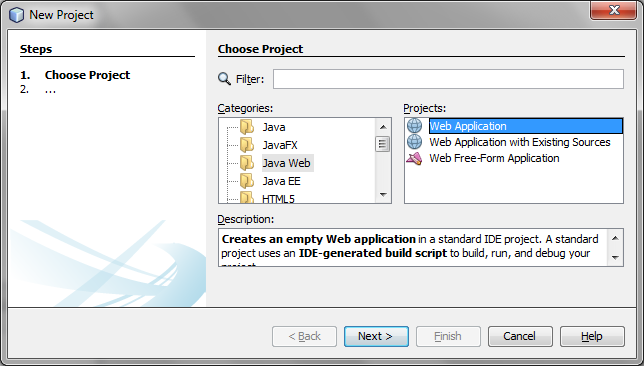 New Project
Steps
1. Choose Project
2. ...
Choose Project
Filter:
Categories:
Java
JavaFX
Java Web
Java EE
HTML5
Projects:
Web Application
Web Application with Existing Sources
Web Free-Form Application
Description:
Creates an empty Web application in a standard IDE project. A standard
project uses an IDE-generated build script to build, run, and debug your
project.
< Back
Next >
Finish
Cancel
Help